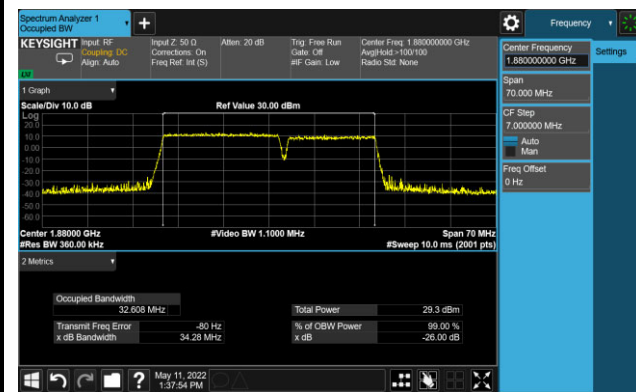 Spectrum Analyzer 1
Occupied BW
+
Frequency
KEYSIGHT
Input: RF
Coupling: DC
Align: Auto
Input Z: 50 Ω
Corrections: On
Freq Ref: Int (S)
Atten: 20 dB
Trig: Free Run
Gate: Off
#IF Gain: Low
Center Freq: 1.880000000 GHz
Avg|Hold:>100/100
Radio Std: None
Center Frequency
1.880000000 GHz
Settings
Span
70.000 MHz
CF Step
7.000000 MHz
Auto
Man
Freq Offset
0 Hz
1 Graph
Scale/Div 10.0 dB
Ref Value 30.00 dBm
Log
20.0
10.0
0.00
-10.0
-20.0
-30.0
-40.0
-50.0
-60.0
Center 1.88000 GHz
#Video BW 1.1000 MHz
Span 70 MHz
#Res BW 360.00 kHz
#Sweep 10.0 ms (2001 pts)
2 Metrics
Occupied Bandwidth
32.608 MHz
Total Power 29.3 dBm
Transmit Freq Error -80 Hz
% of OBW Power 99.00 %
x dB Bandwidth 34.28 MHz
x dB -26.00 dB
?
May 11, 2022
1:37:54 PM